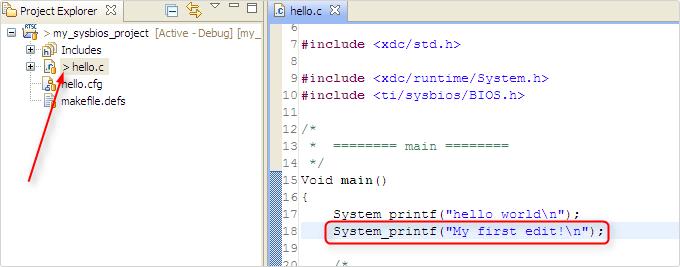 Project Explorer
RTSC
> my_sysbios_project [Active - Debug] [my_
Includes
> hello.c
hello.cfg
makefile.defs
hello.c
6
7 #include <xdc/std.h>
8
9 #include <xdc/runtime/System.h>
10 #include <ti/sysbios/BIOS.h>
11
12 /*
13 * ======== main ========
14 */
15 Void main()
16 {
17 System_printf("hello world\n");
18 System_printf("My first edit!\n");
19
20 /*